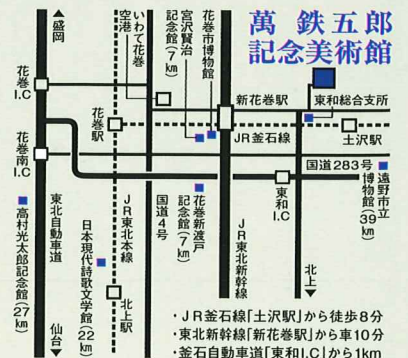 萬 鉄五郎
記念美術館
▲盛岡
いわて花巻
空港
宮沢賢治
記念館(7km)
花巻市博物館
花巻I.C
花巻駅
新花巻駅
東和総合支所
JR釜石線
土沢駅
花巻南I.C
国道283号
遠野市立
博物館(39km)
東和I.C
高村光太郎記念館(27km)
東北自動車道
仙台▼
日本現代詩歌文学館(22km)
JR東北本線
北上駅
国道4号
花巻新渡戸
記念館(7km)
JR東北新幹線
北上▼
・JR釜石線「土沢駅」から徒歩8分
・東北新幹線「新花巻駅」から車10分
・釜石自動車道「東和I.C」から1km